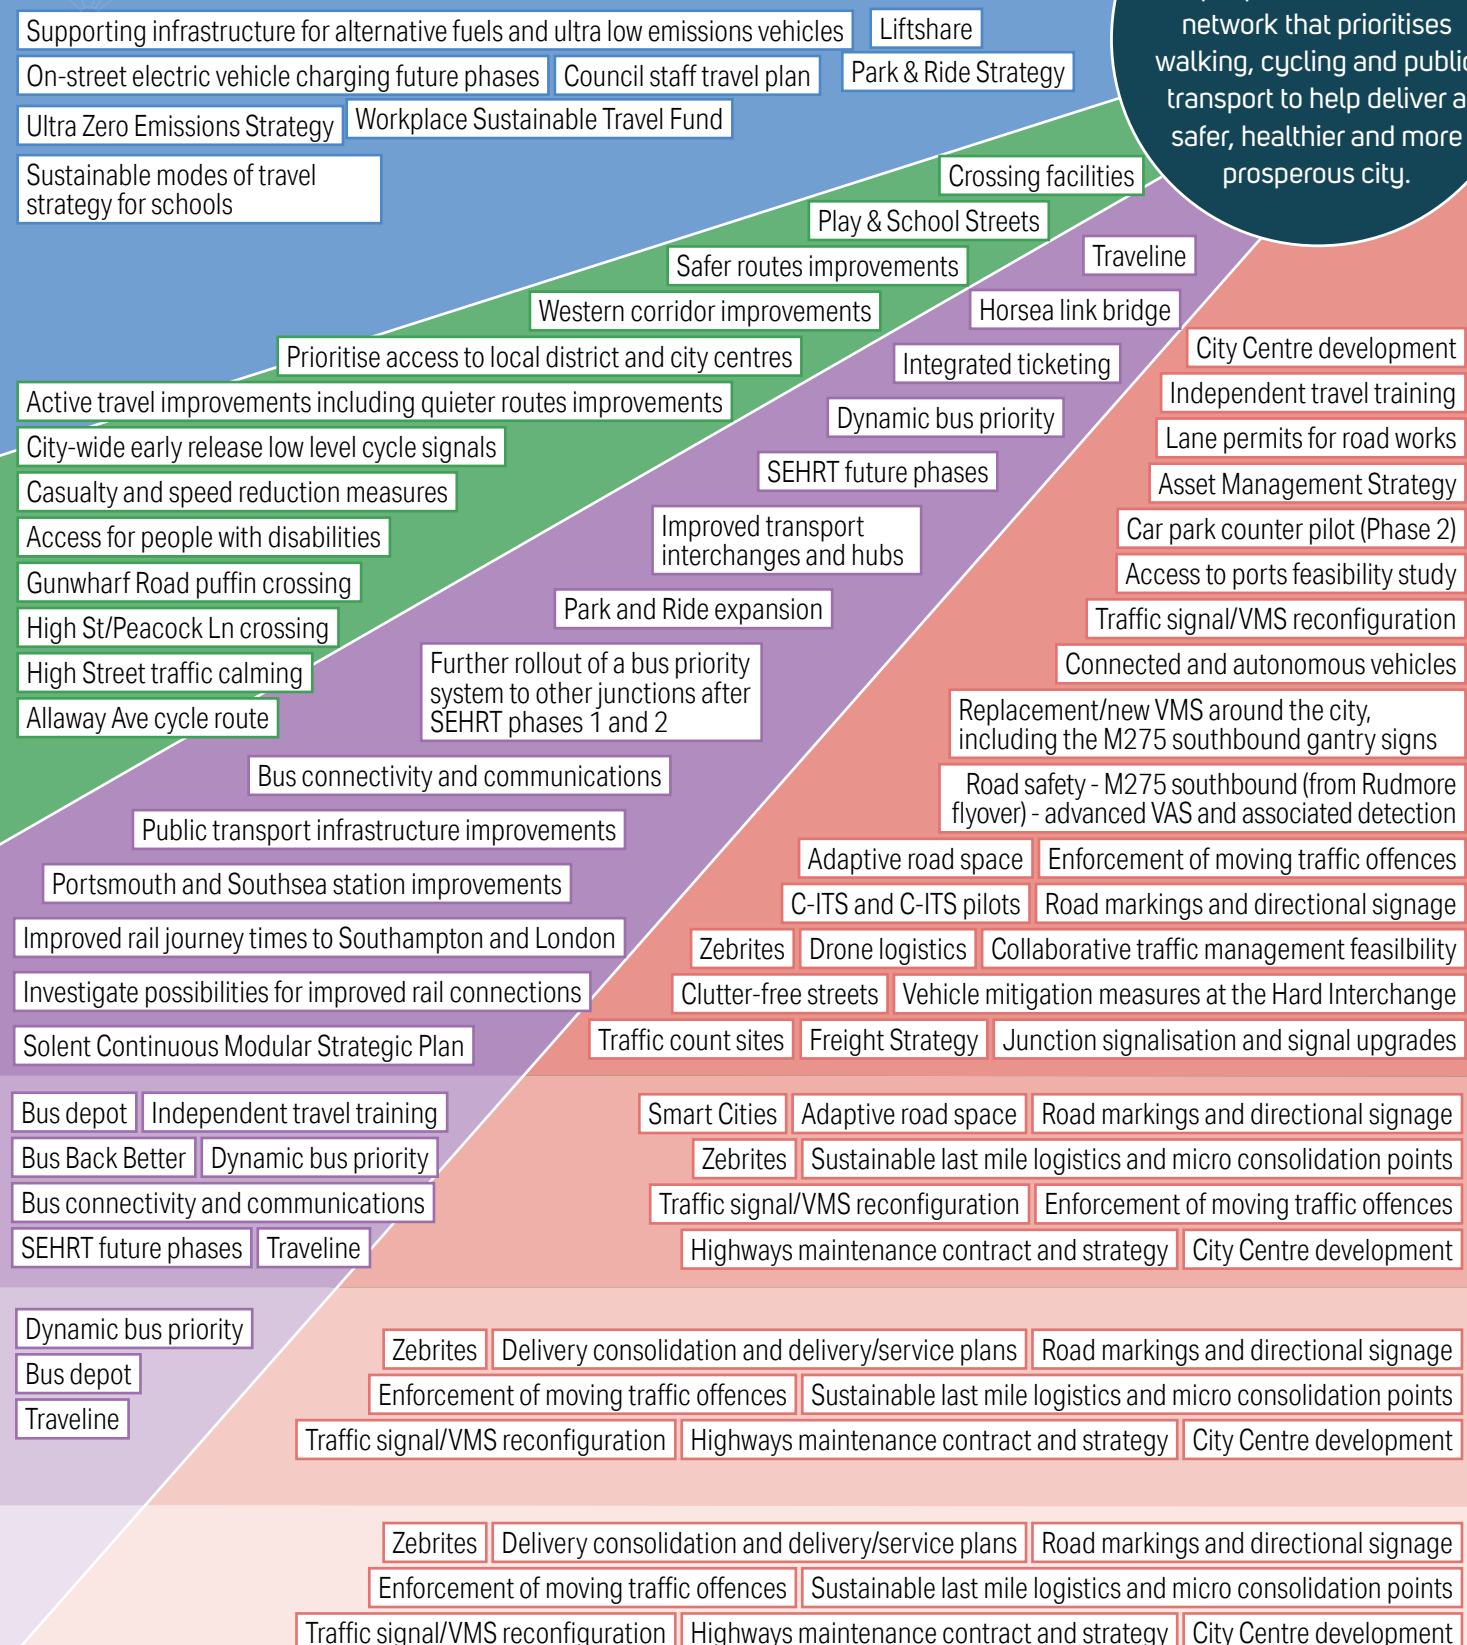 Supporting infrastructure for alternative fuels and ultra low emissions vehicles
Liftshare
On-street electric vehicle charging future phases
Council staff travel plan
Park & Ride Strategy
Ultra Zero Emissions Strategy
Workplace Sustainable Travel Fund
Sustainable modes of travel
strategy for schools
network that prioritises
walking, cycling and public
transport to help deliver a
safer, healthier and more
prosperous city.
Crossing facilities
Play & School Streets
Safer routes improvements
Western corridor improvements
Prioritise access to local district and city centres
Active travel improvements including quieter routes improvements
City-wide early release low level cycle signals
Casualty and speed reduction measures
Access for people with disabilities
Gunwharf Road puffin crossing
High St/Peacock Ln crossing
High Street traffic calming
Allaway Ave cycle route
Traveline
Horsea link bridge
Integrated ticketing
Dynamic bus priority
SEHRT future phases
Improved transport
interchanges and hubs
Park and Ride expansion
Further rollout of a bus priority
system to other junctions after
SEHRT phases 1 and 2
Bus connectivity and communications
Public transport infrastructure improvements
Portsmouth and Southsea station improvements
Improved rail journey times to Southampton and London
Investigate possibilities for improved rail connections
Solent Continuous Modular Strategic Plan
City Centre development
Independent travel training
Lane permits for road works
Asset Management Strategy
Car park counter pilot (Phase 2)
Access to ports feasibility study
Traffic signal/VMS reconfiguration
Connected and autonomous vehicles
Replacement/new VMS around the city,
including the M275 southbound gantry signs
Road safety - M275 southbound (from Rudmore
flyover) - advanced VAS and associated detection
Adaptive road space
Enforcement of moving traffic offences
C-ITS and C-ITS pilots
Road markings and directional signage
Zebrites
Drone logistics
Collaborative traffic management feasilbility
Clutter-free streets
Vehicle mitigation measures at the Hard Interchange
Traffic count sites
Freight Strategy
Junction signalisation and signal upgrades
Bus depot
Independent travel training
Bus Back Better
Dynamic bus priority
Bus connectivity and communications
SEHRT future phases
Traveline
Smart Cities
Adaptive road space
Road markings and directional signage
Zebrites
Sustainable last mile logistics and micro consolidation points
Traffic signal/VMS reconfiguration
Enforcement of moving traffic offences
Highways maintenance contract and strategy
City Centre development
Dynamic bus priority
Bus depot
Traveline
Zebrites
Delivery consolidation and delivery/service plans
Road markings and directional signage
Enforcement of moving traffic offences
Sustainable last mile logistics and micro consolidation points
Traffic signal/VMS reconfiguration
Highways maintenance contract and strategy
City Centre development
Zebrites
Delivery consolidation and delivery/service plans
Road markings and directional signage
Enforcement of moving traffic offences
Sustainable last mile logistics and micro consolidation points
Traffic signal/VMS reconfiguration
Highways maintenance contract and strategy
City Centre development